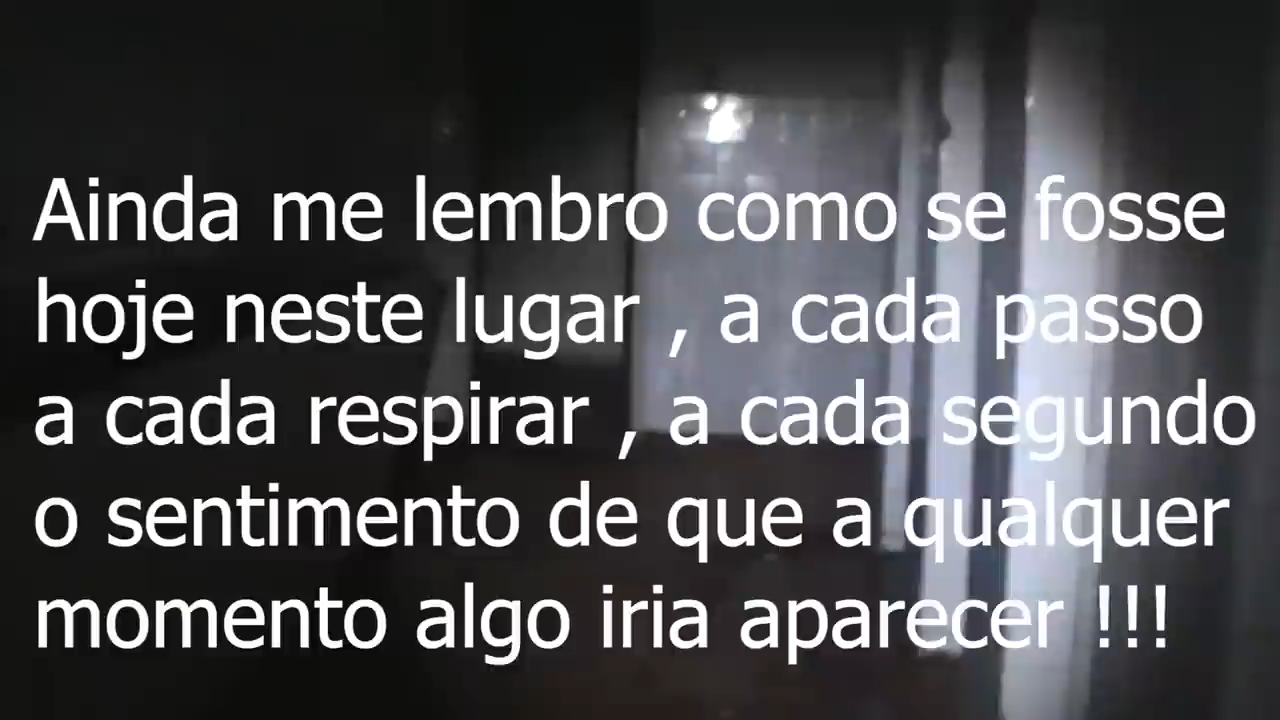 Ainda me lembro como se fosse
hoje neste lugar , a cada passo
a cada respirar , a cada segundo
o sentimento de que a qualquer
momento algo iria aparecer !!!